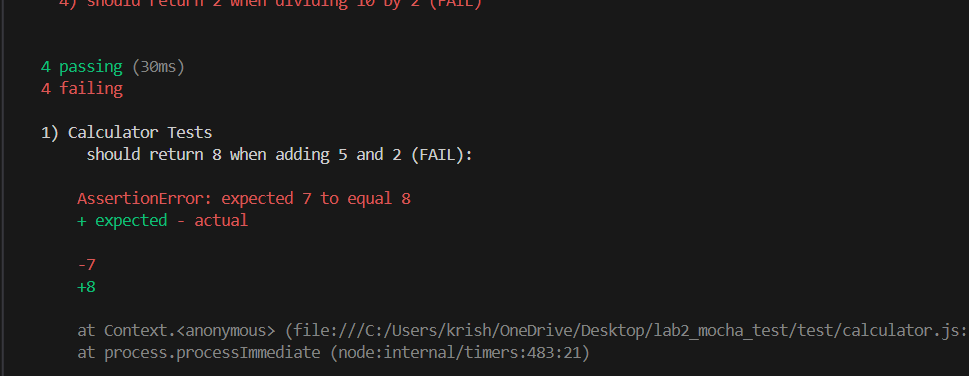 4) should return 2 when dividing 10 by 2 (FAIL)
4 passing (30ms)
4 failing
1) Calculator Tests
should return 8 when adding 5 and 2 (FAIL):
AssertionError: expected 7 to equal 8
+ expected - actual
-7
+8
at Context.<anonymous> (file:///C:/Users/krish/OneDrive/Desktop/lab2_mocha_test/test/calculator.js:
at process.processImmediate (node:internal/timers:483:21)